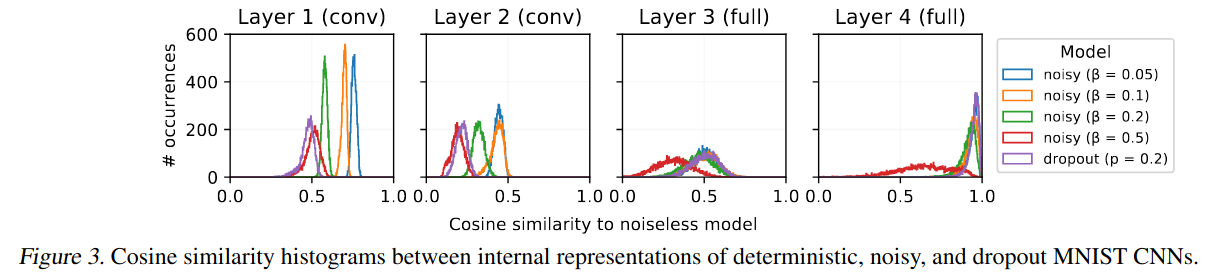 Layer 1 (conv) Layer 2 (conv) Layer 3 (full) Layer 4 (full)
# occurrences
600
400
200
0
0.0 0.5 1.0 0.0 0.5 1.0 0.0 0.5 1.0 0.0 0.5 1.0
Cosine similarity to noiseless model
Model
noisy (β = 0.05)
noisy (β = 0.1)
noisy (β = 0.2)
noisy (β = 0.5)
dropout (p = 0.2)
Figure 3. Cosine similarity histograms between internal representations of deterministic, noisy, and dropout MNIST CNNs.